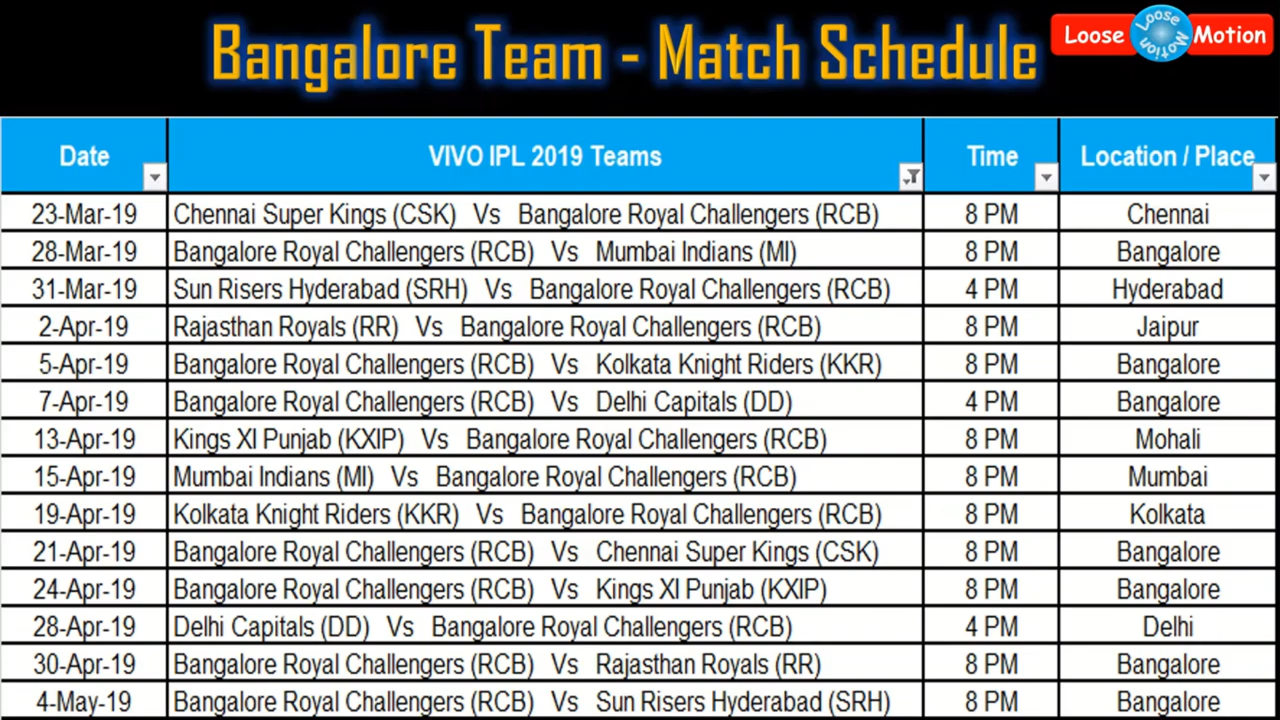 Bangalore Team - Match Schedule
Loose Loose Motion Motion
Date VIVO IPL 2019 Teams Time Location / Place
23-Mar-19 Chennai Super Kings (CSK) Vs Bangalore Royal Challengers (RCB) 8 PM Chennai
28-Mar-19 Bangalore Royal Challengers (RCB) Vs Mumbai Indians (MI) 8 PM Bangalore
31-Mar-19 Sun Risers Hyderabad (SRH) Vs Bangalore Royal Challengers (RCB) 4 PM Hyderabad
2-Apr-19 Rajasthan Royals (RR) Vs Bangalore Royal Challengers (RCB) 8 PM Jaipur
5-Apr-19 Bangalore Royal Challengers (RCB) Vs Kolkata Knight Riders (KKR) 8 PM Bangalore
7-Apr-19 Bangalore Royal Challengers (RCB) Vs Delhi Capitals (DD) 4 PM Bangalore
13-Apr-19 Kings XI Punjab (KXIP) Vs Bangalore Royal Challengers (RCB) 8 PM Mohali
15-Apr-19 Mumbai Indians (MI) Vs Bangalore Royal Challengers (RCB) 8 PM Mumbai
19-Apr-19 Kolkata Knight Riders (KKR) Vs Bangalore Royal Challengers (RCB) 8 PM Kolkata
21-Apr-19 Bangalore Royal Challengers (RCB) Vs Chennai Super Kings (CSK) 8 PM Bangalore
24-Apr-19 Bangalore Royal Challengers (RCB) Vs Kings XI Punjab (KXIP) 8 PM Bangalore
28-Apr-19 Delhi Capitals (DD) Vs Bangalore Royal Challengers (RCB) 4 PM Delhi
30-Apr-19 Bangalore Royal Challengers (RCB) Vs Rajasthan Royals (RR) 8 PM Bangalore
4-May-19 Bangalore Royal Challengers (RCB) Vs Sun Risers Hyderabad (SRH) 8 PM Bangalore